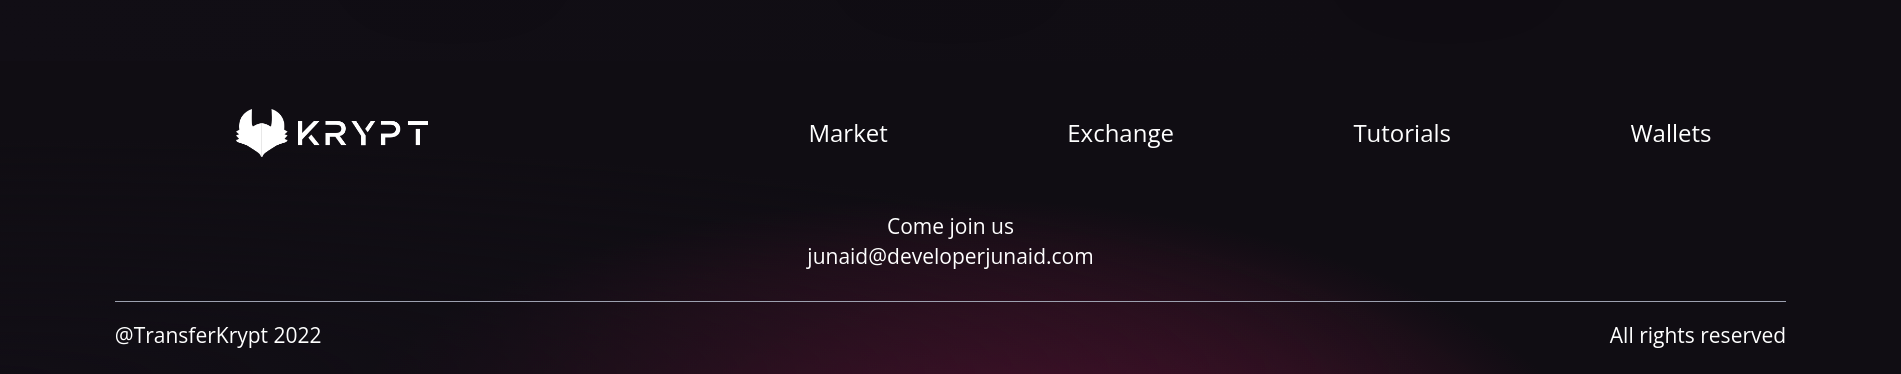 KRYPT Market Exchange Tutorials Wallets
Come join us
junaid@developerjunaid.com
@TransferKrypt 2022 All rights reserved